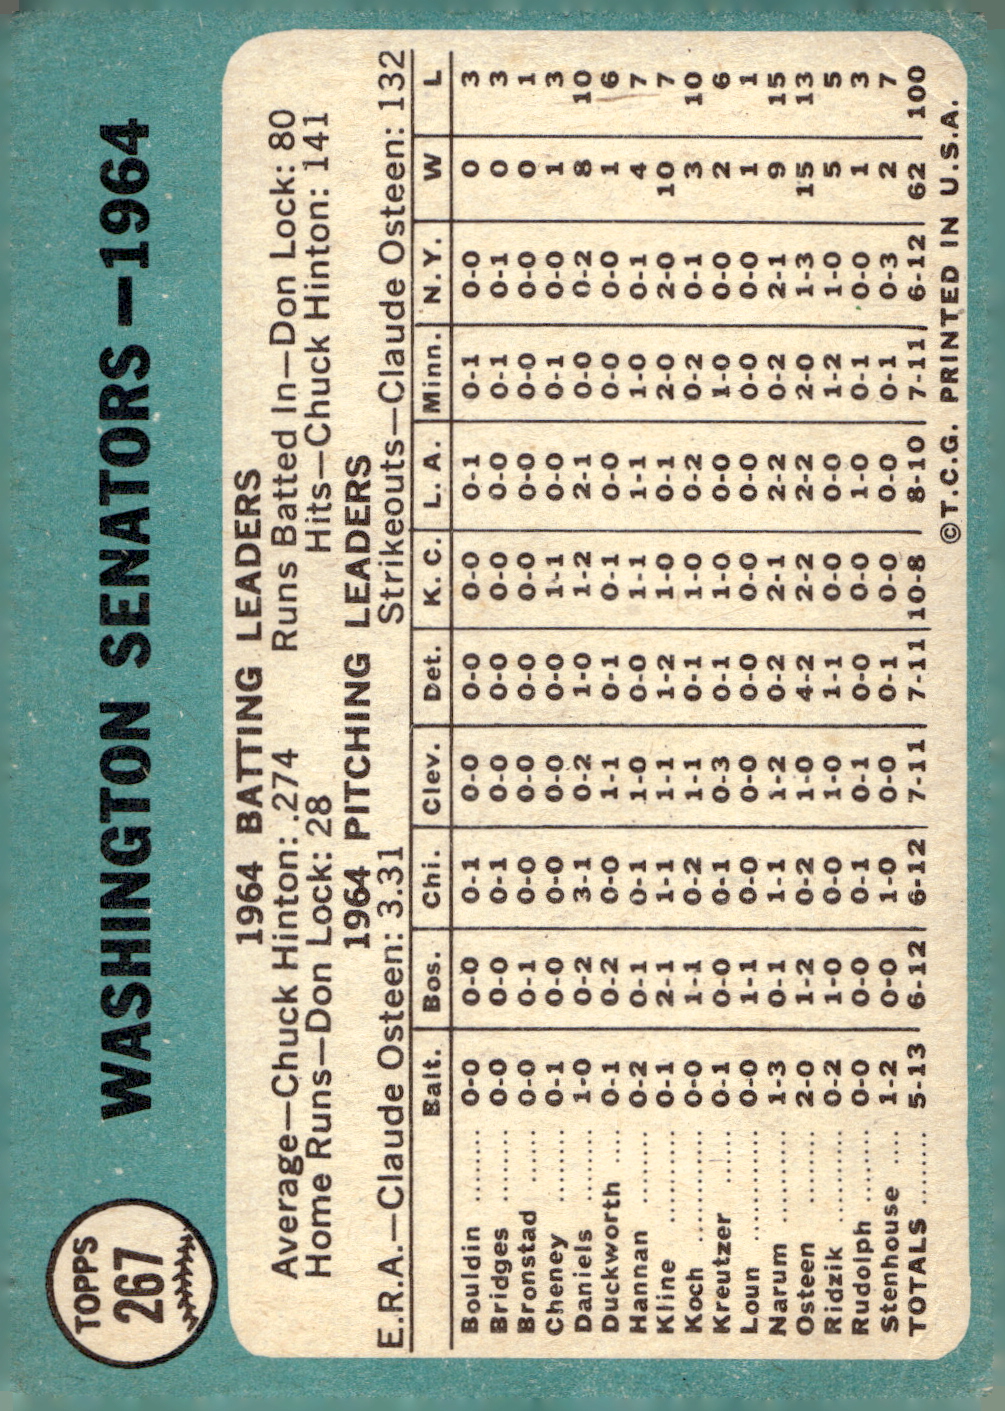 TOPPS
267
WASHINGTON SENATORS—1964
1964 BATTING LEADERS
Average—Chuck Hinton: .274 Runs Batted In—Don Lock: 80
Home Runs—Don Lock: 28 Hits—Chuck Hinton: 141
1964 PITCHING LEADERS
E.R.A.—Claude Osteen: 3.31 Strikeouts—Claude Osteen: 132
Balt. Bos. Chi. Clev. Det. K. C. L. A. Minn. N.Y. W L
Bouldin ........ 0-0 0-0 0-1 0-0 0-0 0-0 0-1 0-1 0-0 0 3
Bridges ........ 0-0 0-0 0-1 0-0 0-0 0-0 0-0 0-1 0-1 0 3
Bronstad ...... 0-0 0-1 0-0 0-0 0-0 0-0 0-0 0-0 0-0 0 1
Cheney ........ 0-1 0-0 0-0 0-0 0-0 1-1 0-0 0-1 0-0 1 3
Daniels ........ 1-0 0-2 3-1 0-2 1-0 1-2 2-1 0-0 0-2 8 10
Duckworth .... 0-1 0-2 0-0 1-1 0-1 0-1 0-0 0-0 0-0 1 6
Hannan ........ 0-2 0-1 0-1 1-0 0-0 1-1 1-1 1-0 0-1 4 7
Kline ............ 0-1 2-1 1-1 1-1 1-2 1-0 0-1 2-0 2-0 10 7
Koch ............ 0-0 1-1 0-2 1-1 0-1 1-0 0-2 0-2 0-1 3 10
Kreutzer ...... 0-1 0-0 0-1 0-3 0-1 1-0 0-0 1-0 0-0 2 6
Loun ............ 0-0 1-1 0-0 0-0 0-0 0-0 0-0 0-0 0-0 1 1
Narum .......... 1-3 0-1 1-1 1-2 0-2 2-1 2-2 0-2 2-1 9 15
Osteen ........ 2-0 1-2 0-2 1-0 4-2 2-2 2-2 2-0 1-3 15 13
Ridzik .......... 0-2 1-0 0-0 1-0 1-1 0-0 0-0 1-2 1-0 5 5
Rudolph ...... 0-0 0-0 0-1 0-1 0-0 0-0 1-0 0-1 0-0 1 3
Stenhouse .... 1-2 0-0 1-0 0-0 0-1 0-0 0-0 0-1 0-3 2 7
TOTALS ........ 5-13 6-12 6-12 7-11 7-11 10-8 8-10 7-11 6-12 62 100
©T.C.G. PRINTED IN U.S.A.